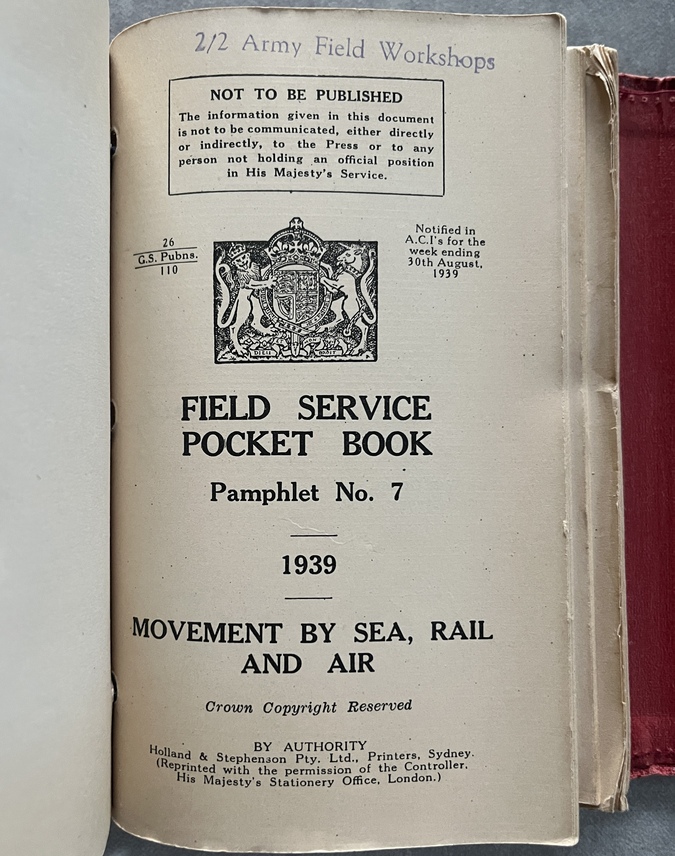 2/2 Army Field Workshops
NOT TO BE PUBLISHED
The information given in this document
is not to be communicated, either directly
or indirectly, to the Press or to any
person not holding an official position
in His Majesty's Service.
26
G.S. Pubns.
110
Notified in
A.C.I's for the
week ending
30th August,
1939
FIELD SERVICE
POCKET BOOK
Pamphlet No. 7
1939
MOVEMENT BY SEA, RAIL
AND AIR
Crown Copyright Reserved
BY AUTHORITY
Holland & Stephenson Pty. Ltd., Printers, Sydney.
(Reprinted with the permission of the Controller,
His Majesty's Stationery Office, London.)